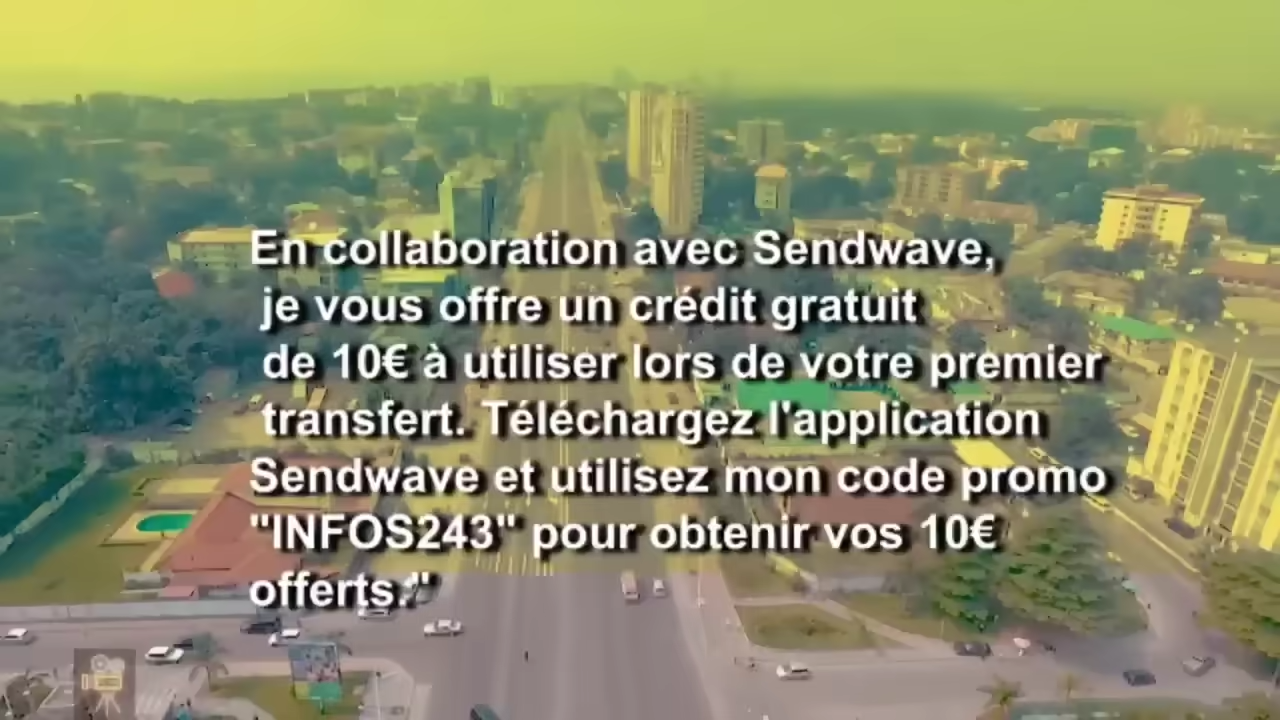 En collaboration avec Sendwave,
je vous offre un crédit gratuit
de 10€ à utiliser lors de votre premier
transfert. Téléchargez l'application
Sendwave et utilisez mon code promo
"INFOS243" pour obtenir vos 10€
offerts."